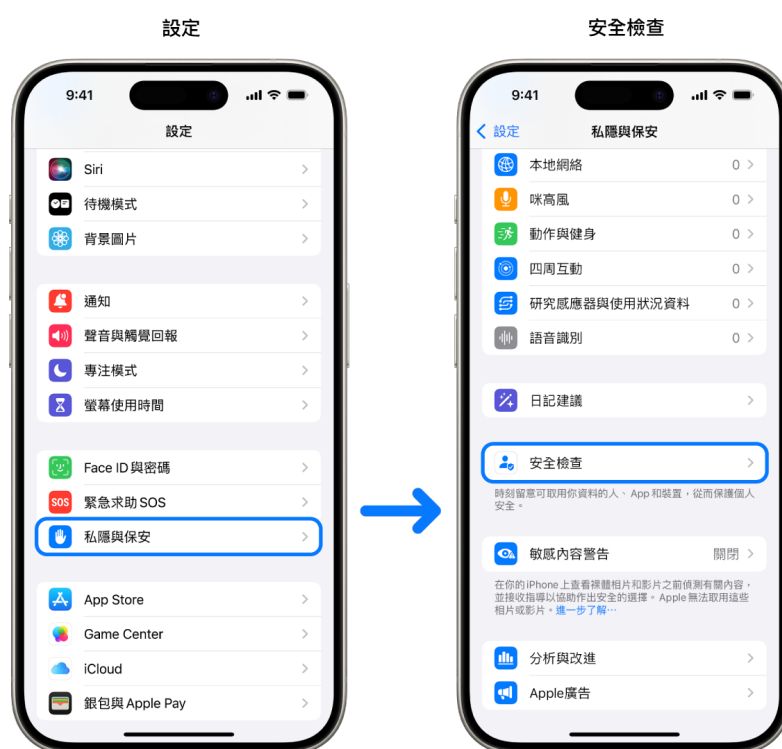 設定
9:41
設定
Siri
待機模式
背景圖片
通知
聲音與觸覺回報
專注模式
螢幕使用時間
Face ID 與密碼
SOS 緊急求助 SOS
私隱與保安
App Store
Game Center
iCloud
銀包與 Apple Pay
安全檢查
9:41
設定 私隱與保安
本地網絡 0
咪高風 0
動作與健身 0
四周互動 0
研究感應器與使用狀況資料 0
語音識別 0
日記建議
安全檢查
時刻留意可取用你資料的人、App 和裝置，從而保護個人
安全。
敏感內容警告 關閉
在你的 iPhone 上查看裸體相片和影片之前偵測有關內容，
並接收指導以協助作出安全的選擇。Apple 無法取用這些
相片或影片。進一步了解…
分析與改進
Apple廣告